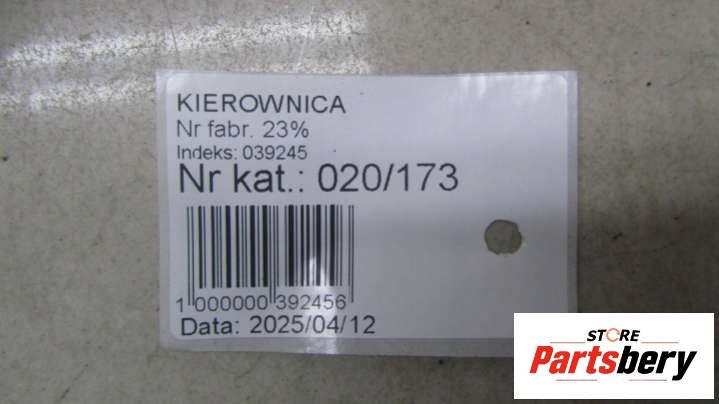 KIEROWNICA
Nr fabr. 23%
Indeks: 039245
Nr kat.: 020/173
1 000000 392456
Data: 2025/04/12
STORE
Partsbery